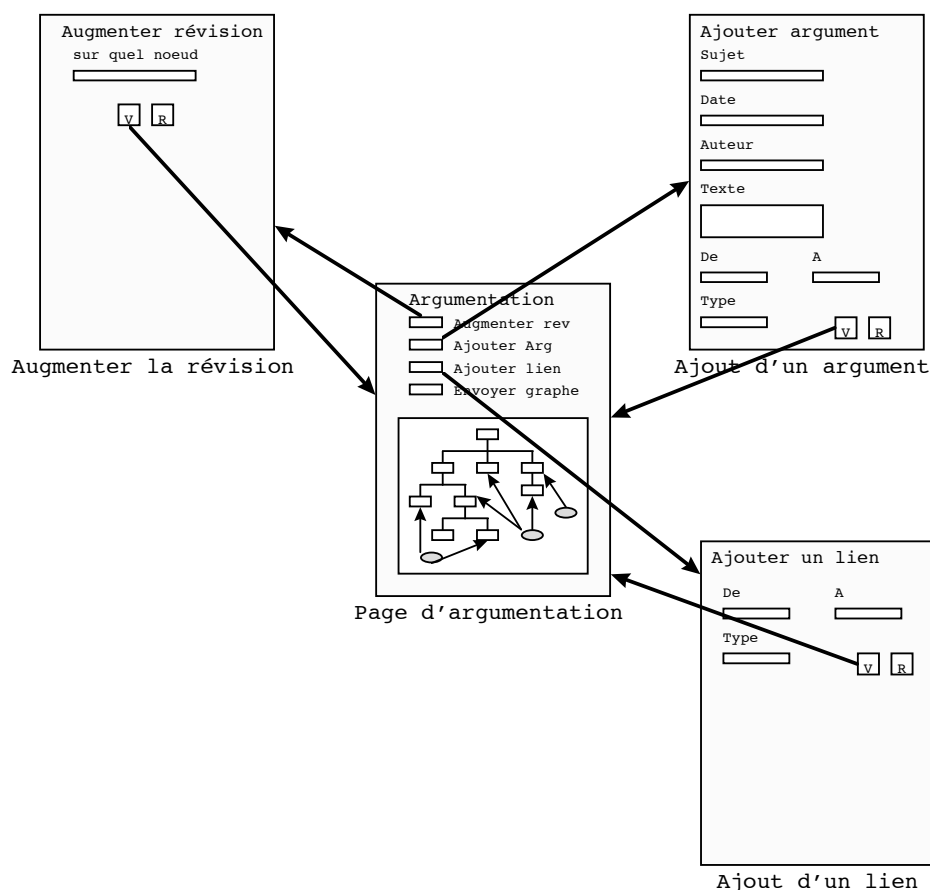 Augmenter révision
sur quel noeud
V R
Augmenter la révision
Ajouter argument
Sujet
Date
Auteur
Texte
De A
Type
V R
Ajout d'un argument
Argumentation
Augmenter rev
Ajouter Arg
Ajouter lien
Envoyer graphe
Page d'argumentation
Ajouter un lien
De A
Type
V R
Ajout d'un lien